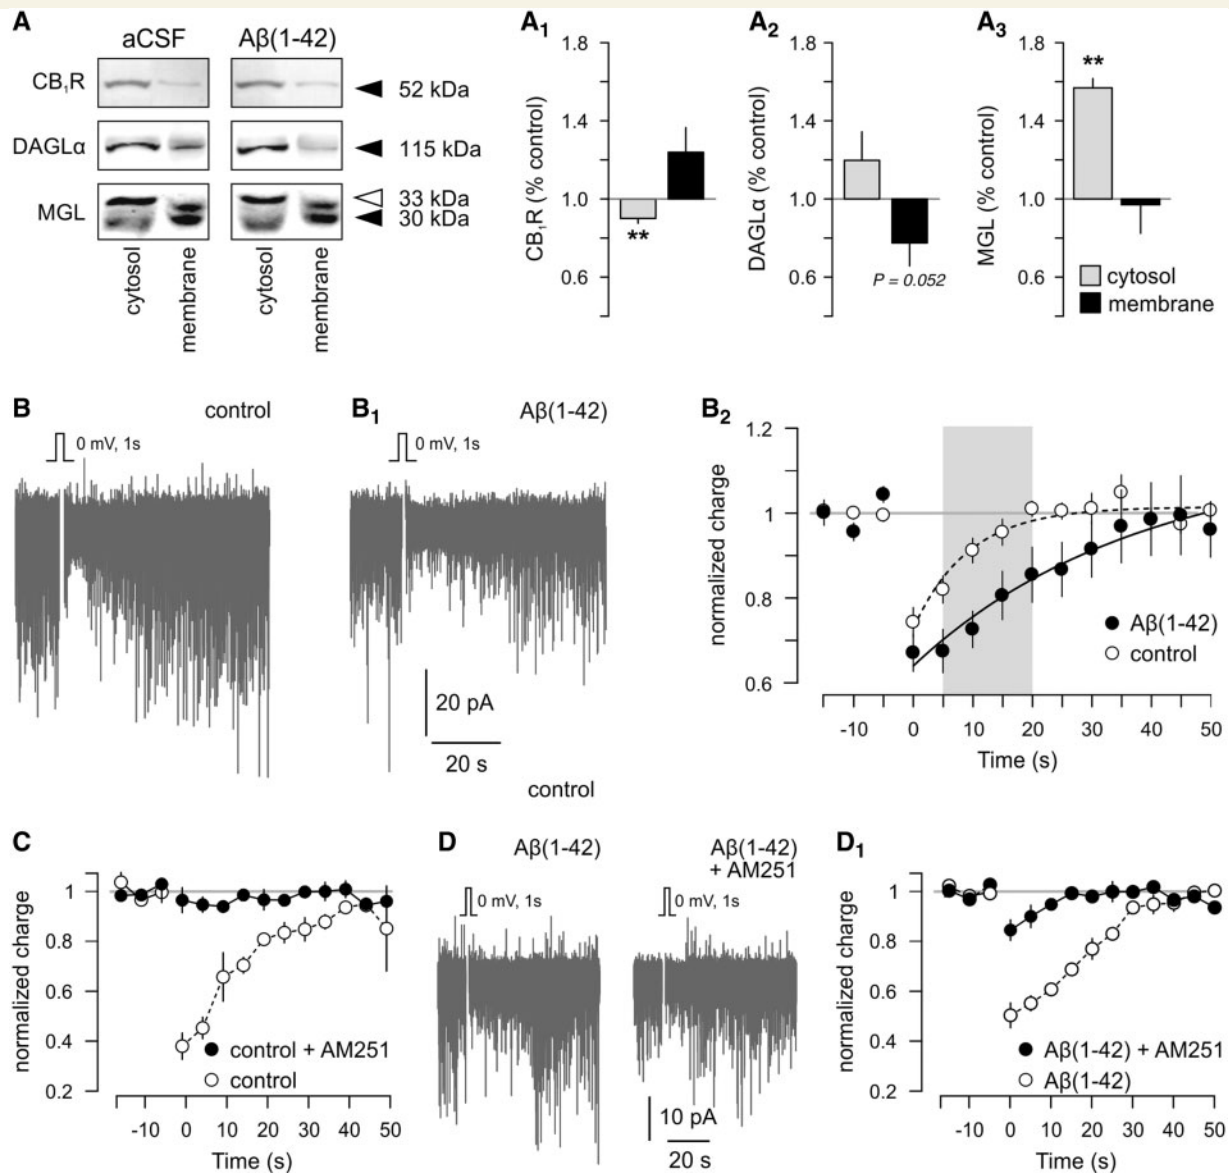 A
aCSF
Aβ(1-42)
CB₁R
52 kDa
DAGLα
115 kDa
MGL
33 kDa
30 kDa
cytosol
membrane
cytosol
membrane
A₁
CB₁R (% control)
1.8
1.4
1.0
0.6
**
A₂
DAGLα (% control)
1.8
1.4
1.0
0.6
P = 0.052
A₃
MGL (% control)
1.8
1.4
1.0
0.6
**
cytosol
membrane
B
control
0 mV, 1s
B₁
Aβ(1-42)
0 mV, 1s
20 pA
20 s
control
B₂
normalized charge
1.2
1
0.8
0.6
Aβ(1-42)
control
-10 0 10 20 30 40 50
Time (s)
C
normalized charge
1
0.8
0.6
0.4
0.2
control + AM251
control
-10 0 10 20 30 40 50
Time (s)
D
Aβ(1-42)
0 mV, 1s
Aβ(1-42)
+ AM251
0 mV, 1s
10 pA
20 s
D₁
normalized charge
1
0.8
0.6
0.4
0.2
Aβ(1-42) + AM251
Aβ(1-42)
-10 0 10 20 30 40 50
Time (s)